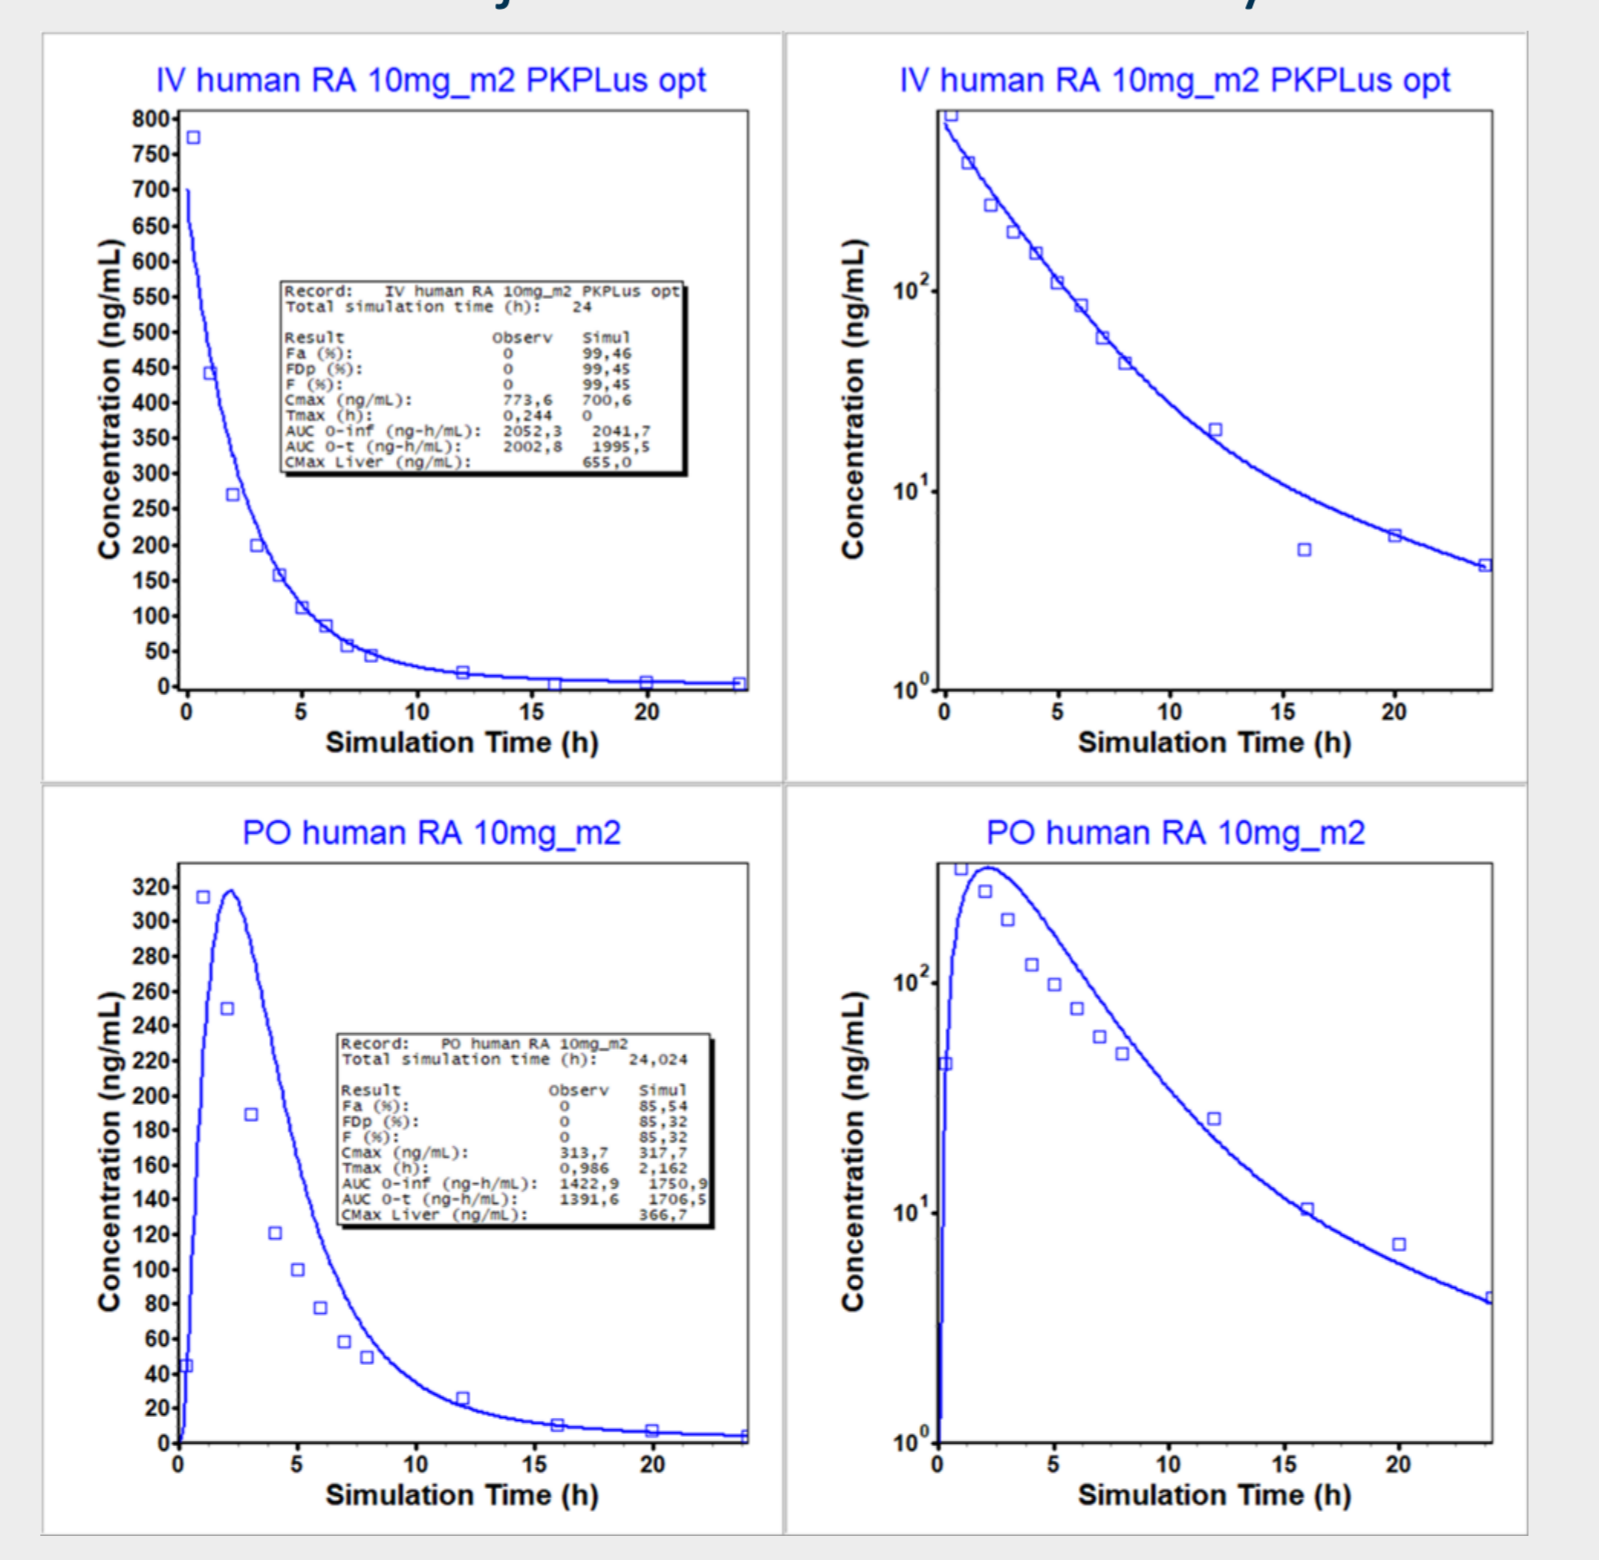 IV human RA 10mg_m2 PKPLus opt
800
750
700
650
600
550
500
450
400
350
300
250
200
150
100
50
0
Concentration (ng/mL)
Record: IV human RA 10mg_m2 PKPLus opt
Total simulation time (h): 24
Result Observ Simul
Fa (%): 0 99,46
FDp (%): 0 99,45
F (%): 0 99,45
Cmax (ng/mL): 773,6 700,6
Tmax (h): 0,244 0
AUC 0-inf (ng-h/mL): 2052,3 2041,7
AUC 0-t (ng-h/mL): 2002,8 1995,5
CMax Liver (ng/mL): 655,0
0 5 10 15 20
Simulation Time (h)
IV human RA 10mg_m2 PKPLus opt
10²
10¹
10⁰
Concentration (ng/mL)
0 5 10 15 20
Simulation Time (h)
PO human RA 10mg_m2
320
300
280
260
240
220
200
180
160
140
120
100
80
60
40
20
0
Concentration (ng/mL)
Record: PO human RA 10mg_m2
Total simulation time (h): 24,024
Result Observ Simul
Fa (%): 0 85,54
FDp (%): 0 85,32
F (%): 0 85,32
Cmax (ng/mL): 313,7 317,7
Tmax (h): 0,986 2,162
AUC 0-inf (ng-h/mL): 1422,9 1750,9
AUC 0-t (ng-h/mL): 1391,6 1706,5
CMax Liver (ng/mL): 366,7
0 5 10 15 20
Simulation Time (h)
PO human RA 10mg_m2
10²
10¹
10⁰
Concentration (ng/mL)
0 5 10 15 20
Simulation Time (h)